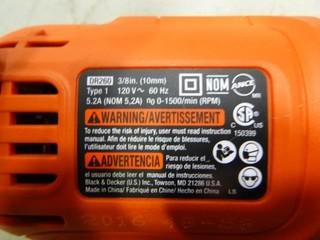 DR260 3/8in. (10mm)
Type 1 120V~ 60 Hz
5.2A (NOM 5,2A) n0 0-1500/min (RPM)
NOM
ANCE
WARNING/AVERTISSEMENT
To reduce the risk of injury, user must read instruction
manual. (Afin de réduire le risque de blessures,
l'utilisateur doit lire le mode d'emploi.)
SA
C US
150399
ADVERTENCIA
Para reducir el riesgo de lesiones,
el usuario debe leer el manual de instrucciones.
Black & Decker (U.S.) Inc., Towson, MD 21286 U.S.A.
Made in China/ Fabriqué en Chine/ Hecho en China